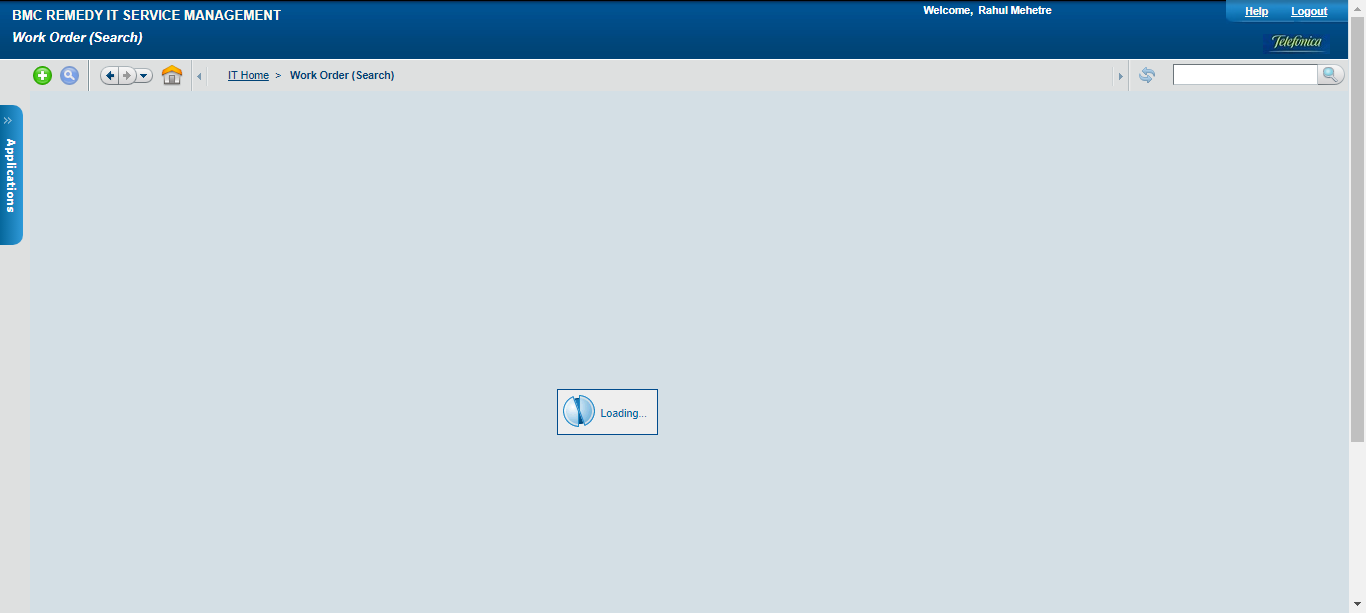 BMC REMEDY IT SERVICE MANAGEMENT
Welcome, Rahul Mehetre
Help Logout
Work Order (Search)
Telefónica
IT Home > Work Order (Search)
Applications
Loading...